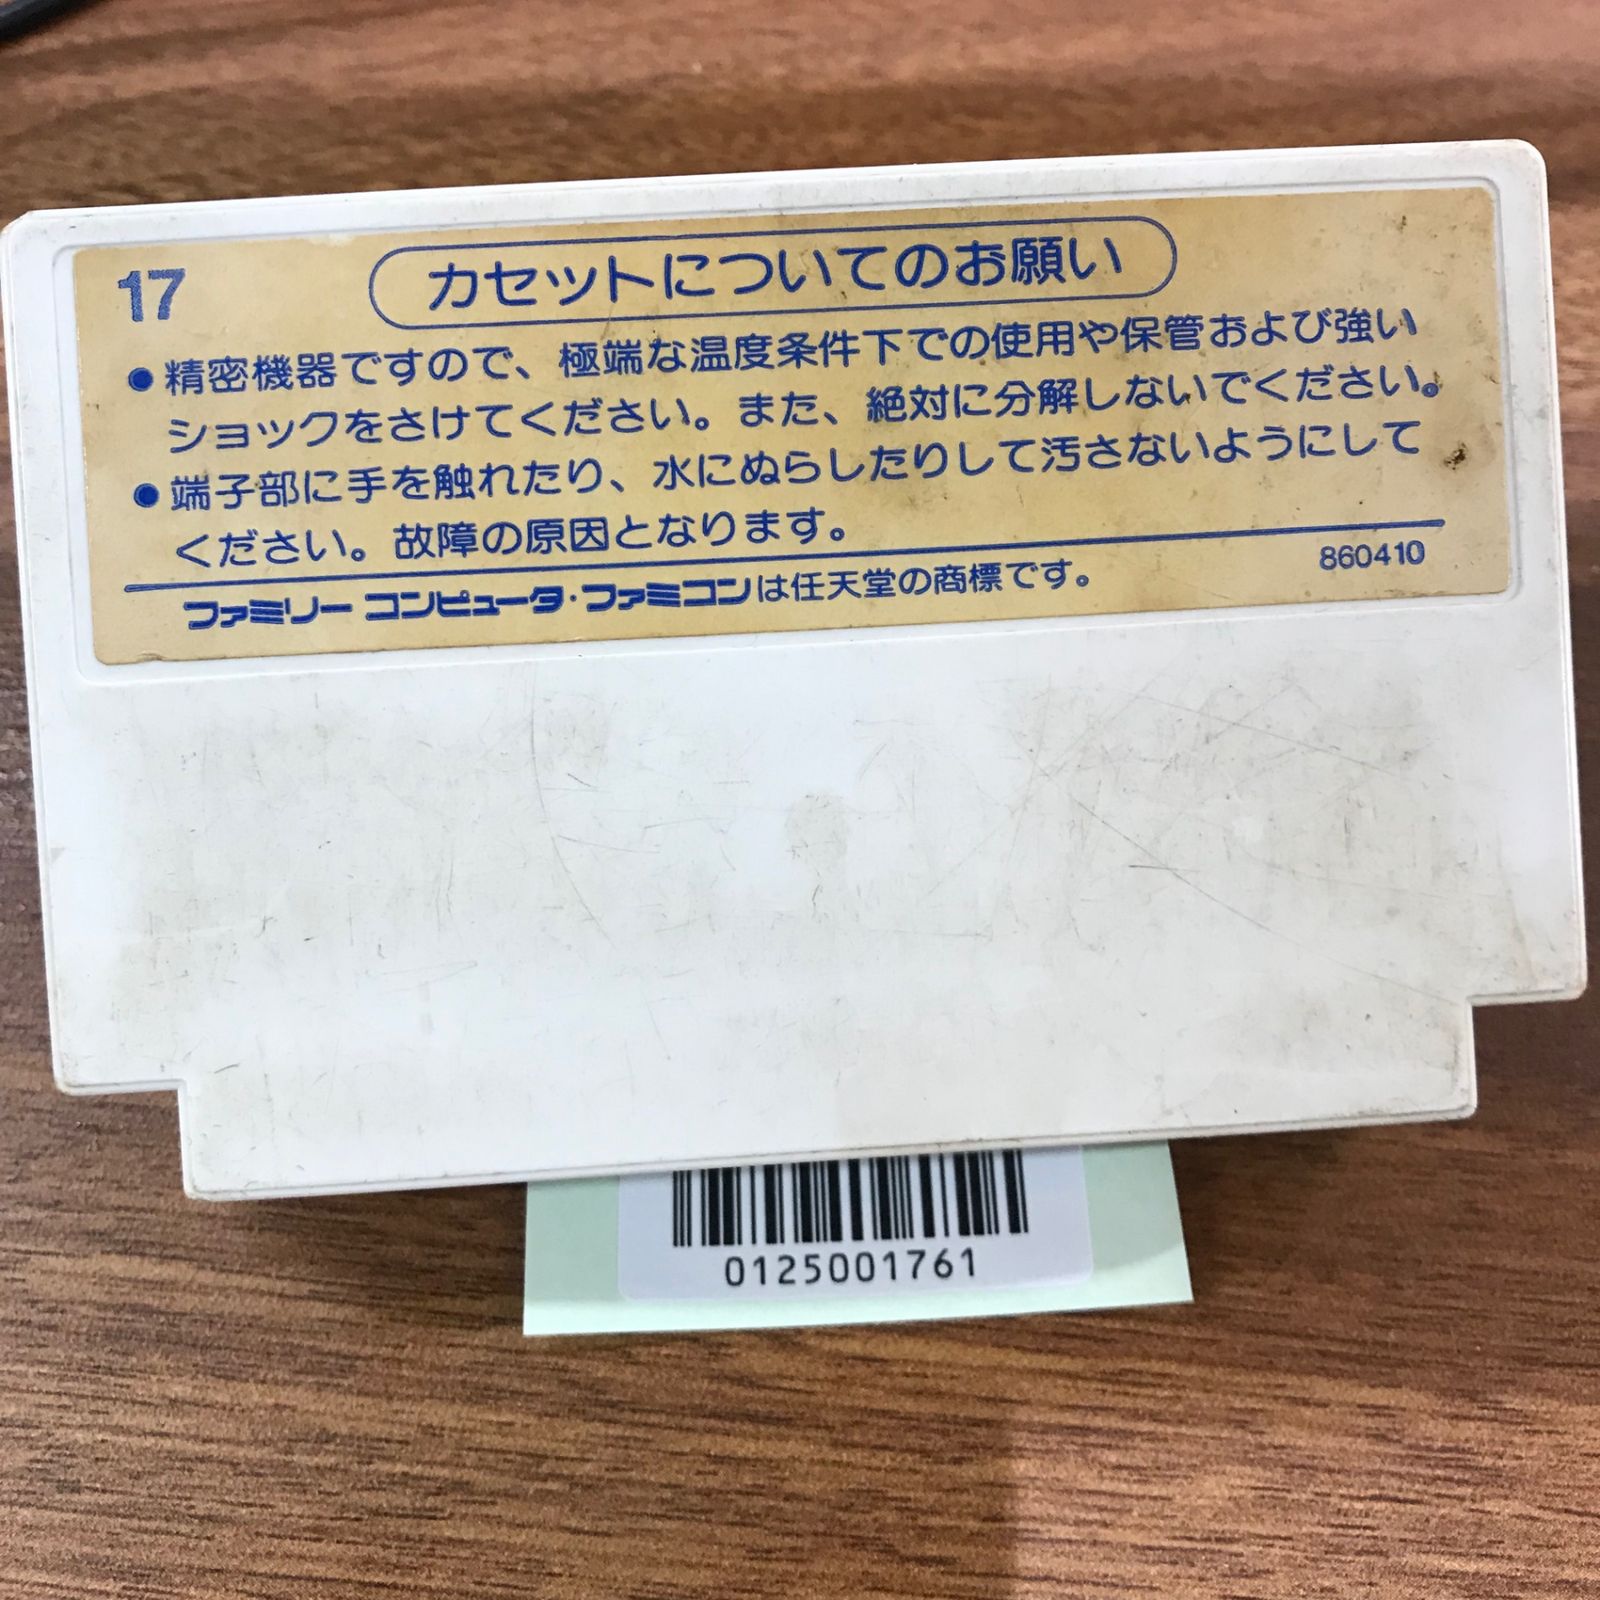 17
カセットについてのお願い
●精密機器ですので、極端な温度条件下での使用や保管および強い
ショックをさけてください。また、絶対に分解しないでください。
●端子部に手を触れたり、水にぬらしたりして汚さないようにして
ください。故障の原因となります。
ファミリー コンピュータ・ファミコンは任天堂の商標です。
860410
0125001761